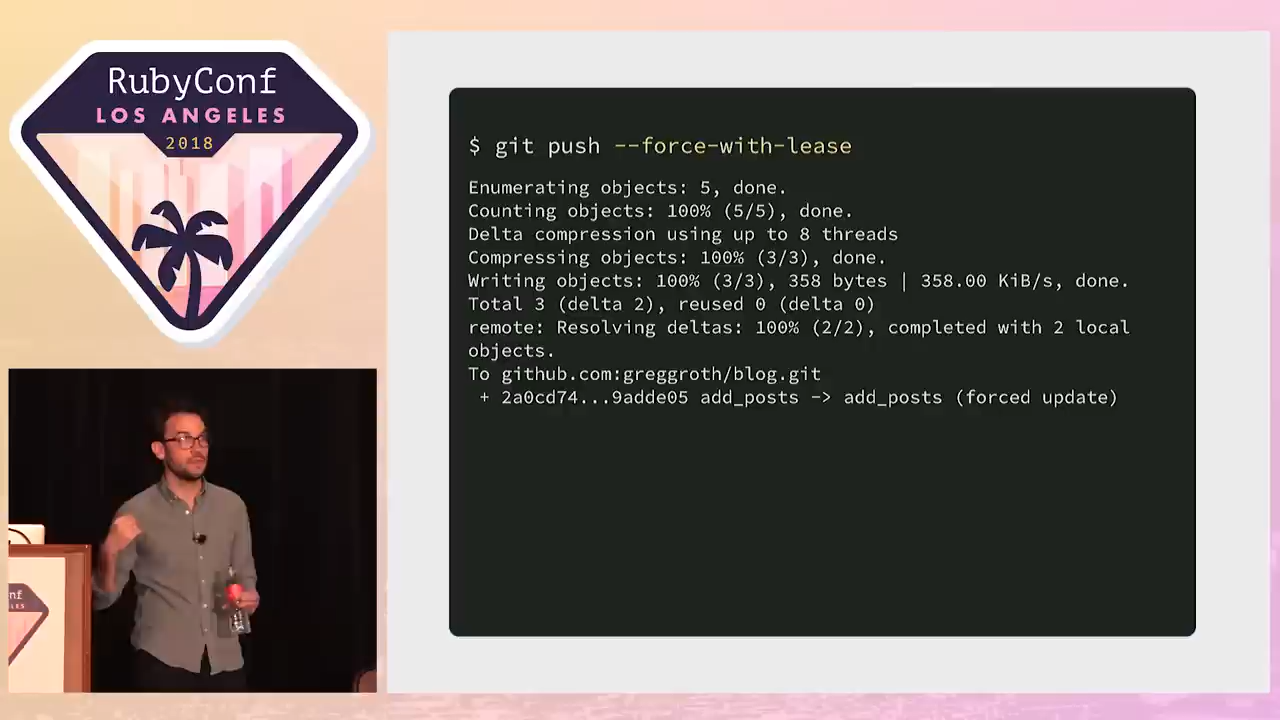 RubyConf
LOS ANGELES
2018
$ git push --force-with-lease
Enumerating objects: 5, done.
Counting objects: 100% (5/5), done.
Delta compression using up to 8 threads
Compressing objects: 100% (3/3), done.
Writing objects: 100% (3/3), 358 bytes | 358.00 KiB/s, done.
Total 3 (delta 2), reused 0 (delta 0)
remote: Resolving deltas: 100% (2/2), completed with 2 local
objects.
To github.com:greggroth/blog.git
+ 2a0cd74...9adde05 add_posts -> add_posts (forced update)